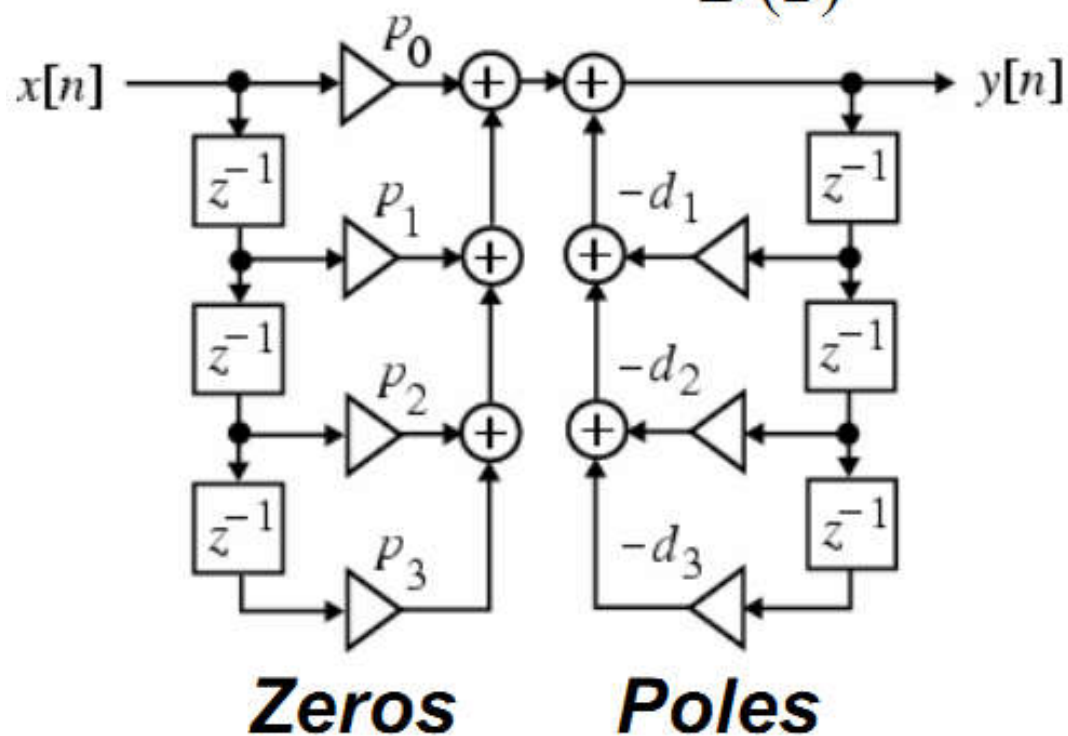 p0
x[n] + + y[n]
z^-1 z^-1
p1 -d1
+ +
z^-1 z^-1
p2 -d2
+ +
z^-1 z^-1
p3 -d3
Zeros Poles